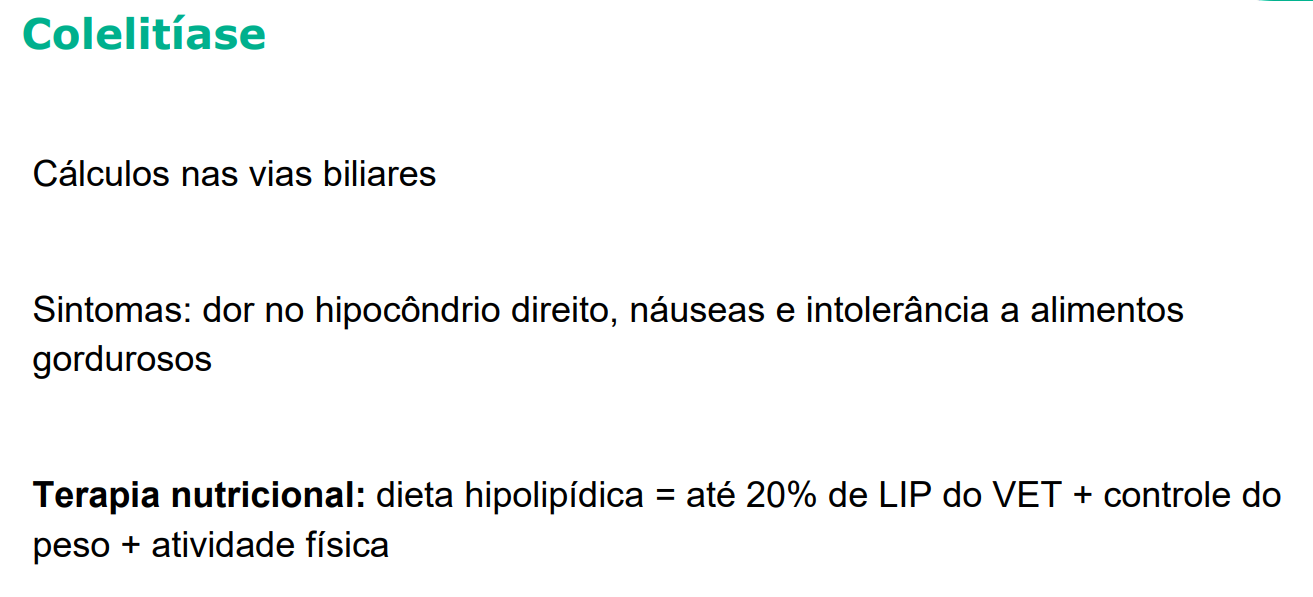 Colelitíase
Cálculos nas vias biliares
Sintomas: dor no hipocôndrio direito, náuseas e intolerância a alimentos
gordurosos
Terapia nutricional: dieta hipolipídica = até 20% de LIP do VET + controle do
peso + atividade física